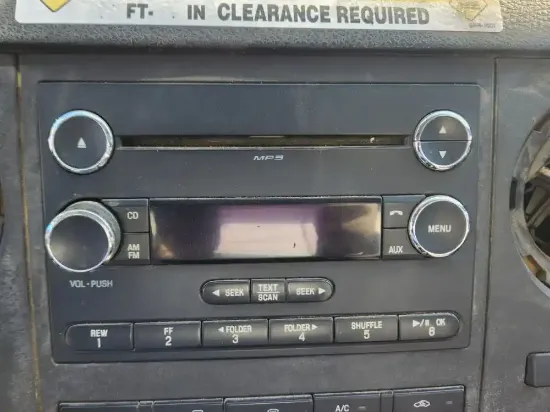 FT- IN CLEARANCE REQUIRED
MP3
CD
AM
FM
AUX
MENU
VOL-PUSH
◄ SEEK
TEXT
SCAN
SEEK ►
REW
1
FF
2
◄FOLDER
3
FOLDER►
4
SHUFFLE
5
►/II OK
6
A/C